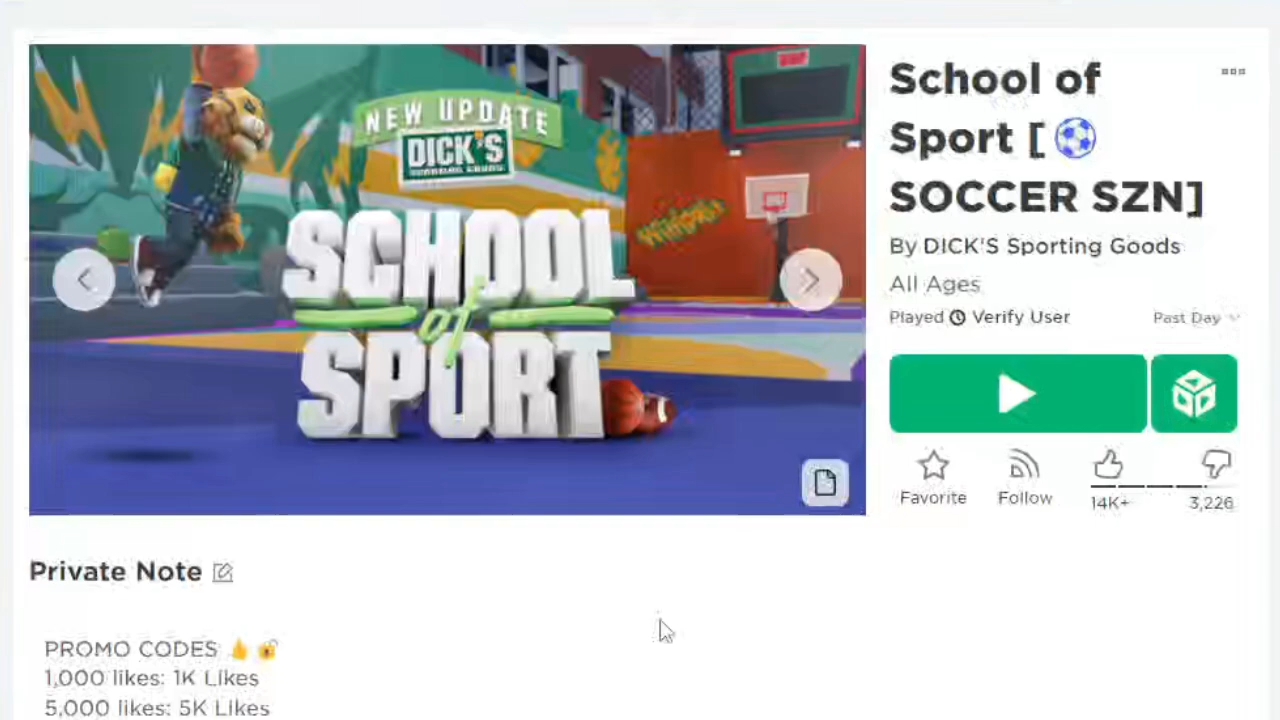 NEW UPDATE
DICK'S
SPORTING GOODS
SCHOOL
of
SPORT
School of
Sport [⚽
SOCCER SZN]
By DICK'S Sporting Goods
All Ages
Played Verify User
Past Day
Favorite
Follow
14K+
3,226
Private Note
PROMO CODES 👍 🔓
1,000 likes: 1K Likes
5,000 likes: 5K Likes